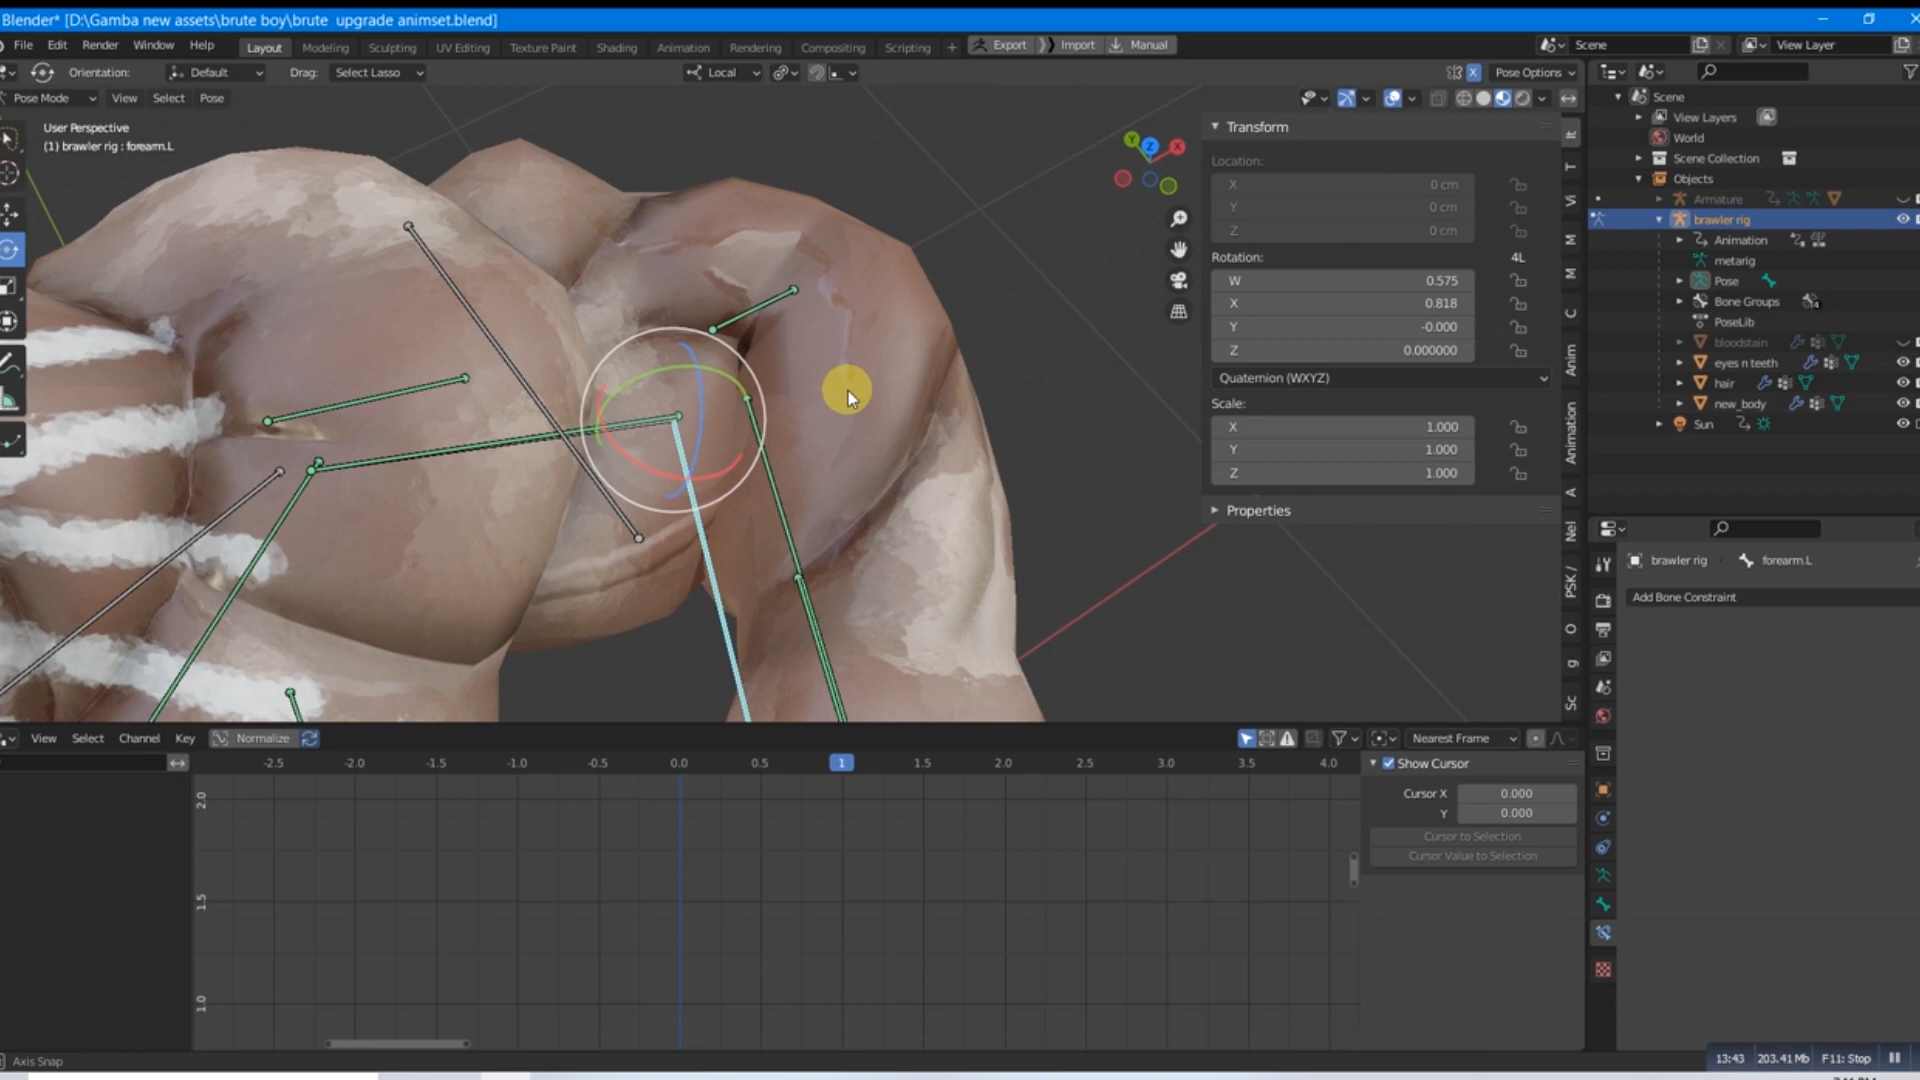 Blender* [D:\Gamba new assets\brute boy\brute upgrade animset.blend]
File Edit Render Window Help Layout Modeling Sculpting UV Editing Texture Paint Shading Animation Rendering Compositing Scripting + Export Import Manual Scene View Layer
Orientation: Default Drag: Select Lasso Local X Pose Options
Pose Mode View Select Pose
User Perspective
(1) brawler rig : forearm.L
Y Z X
Transform
Location:
X 0 cm
Y 0 cm
Z 0 cm
Rotation: 4L
W 0.575
X 0.818
Y -0.000
Z 0.000000
Quaternion (WXYZ)
Scale:
X 1.000
Y 1.000
Z 1.000
Properties
It
T
Vi
M
M
C
Anim
Animation
A
Nel
PSK /
O
g
Sc
Scene
View Layers
World
Scene Collection
Objects
Armature
brawler rig
Animation
metarig
Pose
Bone Groups
PoseLib
bloodstain
eyes n teeth
hair
new_body
Sun
brawler rig forearm.L
Add Bone Constraint
View Select Channel Key Normalize Nearest Frame
-2.5 -2.0 -1.5 -1.0 -0.5 0.0 0.5 1 1.5 2.0 2.5 3.0 3.5 4.0
2.0
1.5
1.0
Show Cursor
Cursor X 0.000
Y 0.000
Cursor to Selection
Cursor Value to Selection
Axis Snap
13:43 203.41 Mb F11: Stop